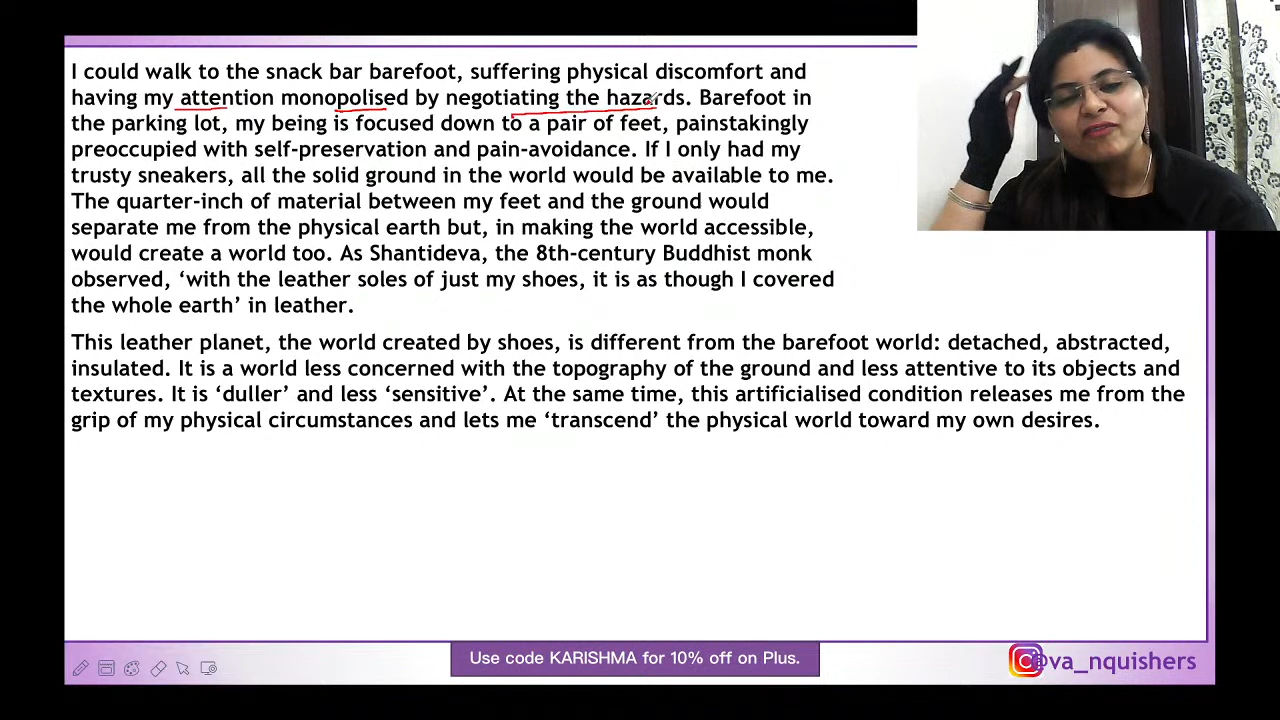 I could walk to the snack bar barefoot, suffering physical discomfort and
having my attention monopolised by negotiating the hazards. Barefoot in
the parking lot, my being is focused down to a pair of feet, painstakingly
preoccupied with self-preservation and pain-avoidance. If I only had my
trusty sneakers, all the solid ground in the world would be available to me.
The quarter-inch of material between my feet and the ground would
separate me from the physical earth but, in making the world accessible,
would create a world too. As Shantideva, the 8th-century Buddhist monk
observed, ‘with the leather soles of just my shoes, it is as though I covered
the whole earth’ in leather.
This leather planet, the world created by shoes, is different from the barefoot world: detached, abstracted,
insulated. It is a world less concerned with the topography of the ground and less attentive to its objects and
textures. It is ‘duller’ and less ‘sensitive’. At the same time, this artificialised condition releases me from the
grip of my physical circumstances and lets me ‘transcend’ the physical world toward my own desires.
Use code KARISHMA for 10% off on Plus.
va_nquishers